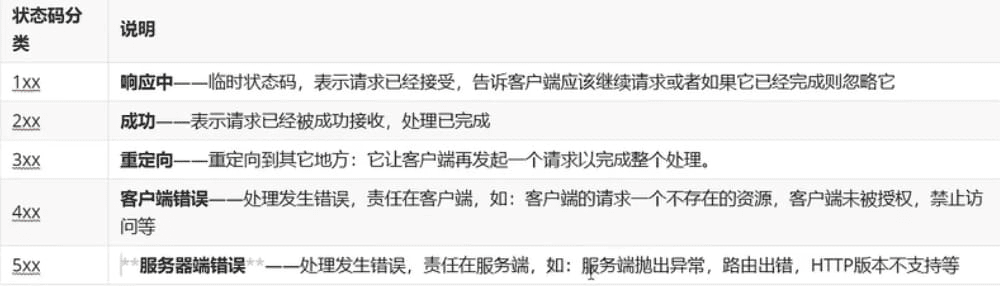 状态码分
类
说明
1xx
响应中——临时状态码，表示请求已经接受，告诉客户端应该继续请求或者如果它已经完成则忽略它
2xx
成功——表示请求已经被成功接收，处理已完成
3xx
重定向——重定向到其它地方：它让客户端再发起一个请求以完成整个处理。
4xx
客户端错误——处理发生错误，责任在客户端，如：客户端的请求一个不存在的资源，客户端未被授权，禁止访
问等
5xx
**服务器端错误**——处理发生错误，责任在服务端，如：服务端抛出异常，路由出错，HTTP版本不支持等